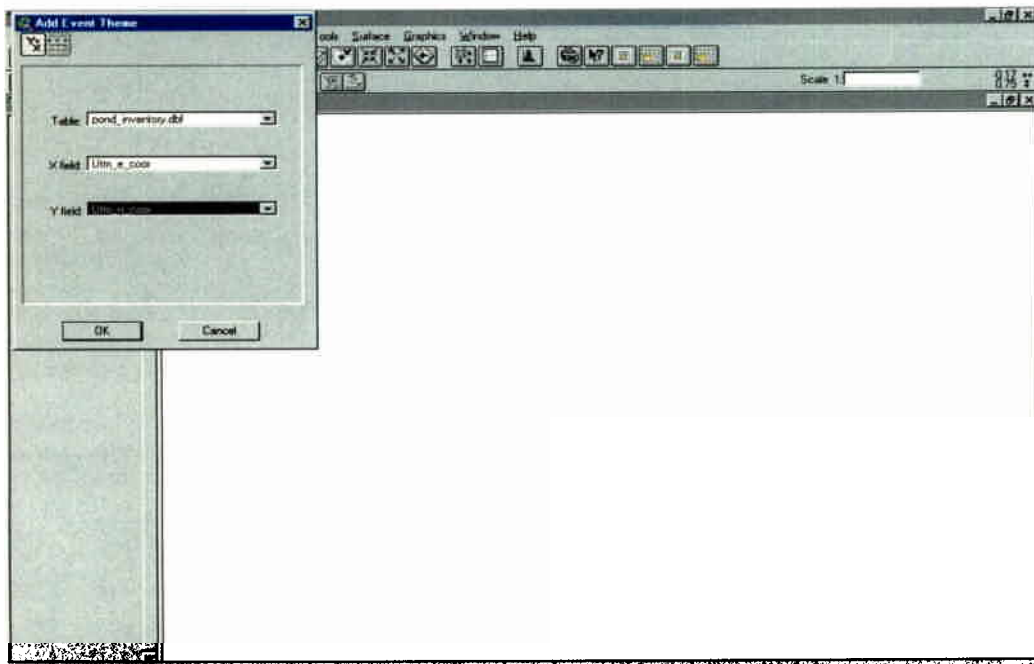 Add Event Theme
ools Surface Graphics Window Help
Scale 1:
Table: pond_inventory.dbf
X field: Utm_e_coor
Y field: Utm_n_coor
OK Cancel